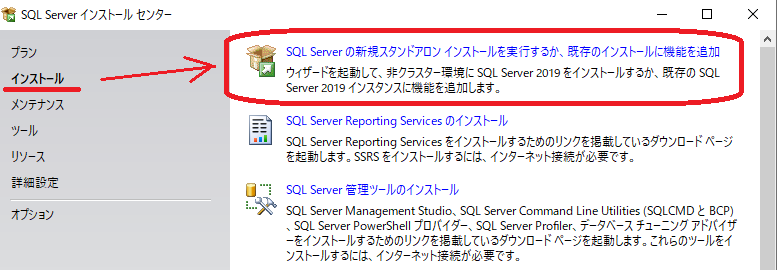 SQL Server インストール センター
プラン
インストール
メンテナンス
ツール
リソース
詳細設定
オプション
SQL Server の新規スタンドアロン インストールを実行するか、既存のインストールに機能を追加
ウィザードを起動して、非クラスター環境に SQL Server 2019 をインストールするか、既存の SQL
Server 2019 インスタンスに機能を追加します。
SQL Server Reporting Services のインストール
SQL Server Reporting Services をインストールするためのリンクを掲載しているダウンロード ページ
を起動します。SSRS をインストールするには、インターネット接続が必要です。
SQL Server 管理ツールのインストール
SQL Server Management Studio、SQL Server Command Line Utilities (SQLCMD と BCP)
、SQL Server PowerShell プロバイダー、SQL Server Profiler、データベース チューニング アドバイザ
ーをインストールするためのリンクを掲載しているダウンロード ページを起動します。これらのツールをイ
ンストールするには、インターネット接続が必要です。